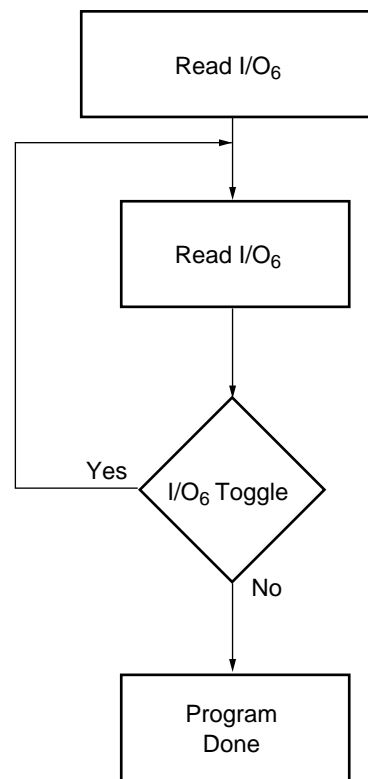 Read I/O₆
Read I/O₆
Yes
I/O₆ Toggle
No
Program
Done